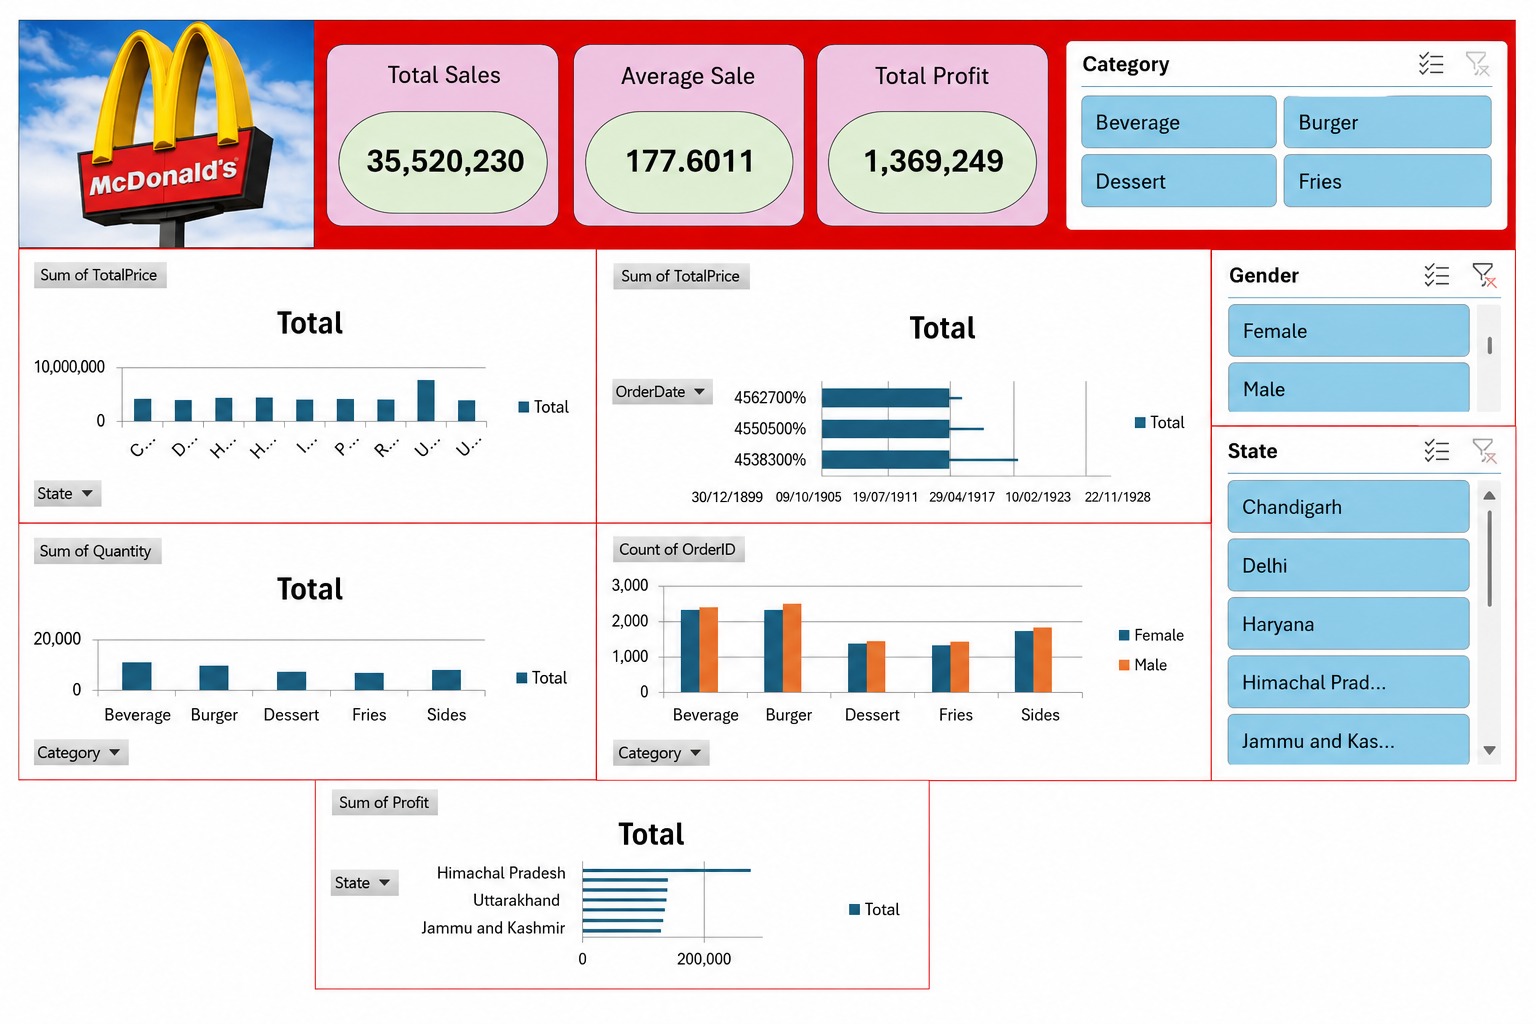 McDonald's
Total Sales
35,520,230
Average Sale
177.6011
Total Profit
1,369,249
Category
Beverage
Burger
Dessert
Fries
Sum of TotalPrice
Total
10,000,000
0
C...
D...
H...
H...
I...
P...
R...
U...
U...
Total
State
Sum of TotalPrice
Total
OrderDate
4562700%
4550500%
4538300%
30/12/1899
09/10/1905
19/07/1911
29/04/1917
10/02/1923
22/11/1928
Total
Gender
Female
Male
State
Chandigarh
Delhi
Haryana
Himachal Prad...
Jammu and Kas...
Sum of Quantity
Total
20,000
0
Beverage
Burger
Dessert
Fries
Sides
Total
Category
Count of OrderID
3,000
2,000
1,000
0
Beverage
Burger
Dessert
Fries
Sides
Female
Male
Category
Sum of Profit
Total
State
Himachal Pradesh
Uttarakhand
Jammu and Kashmir
0
200,000
Total